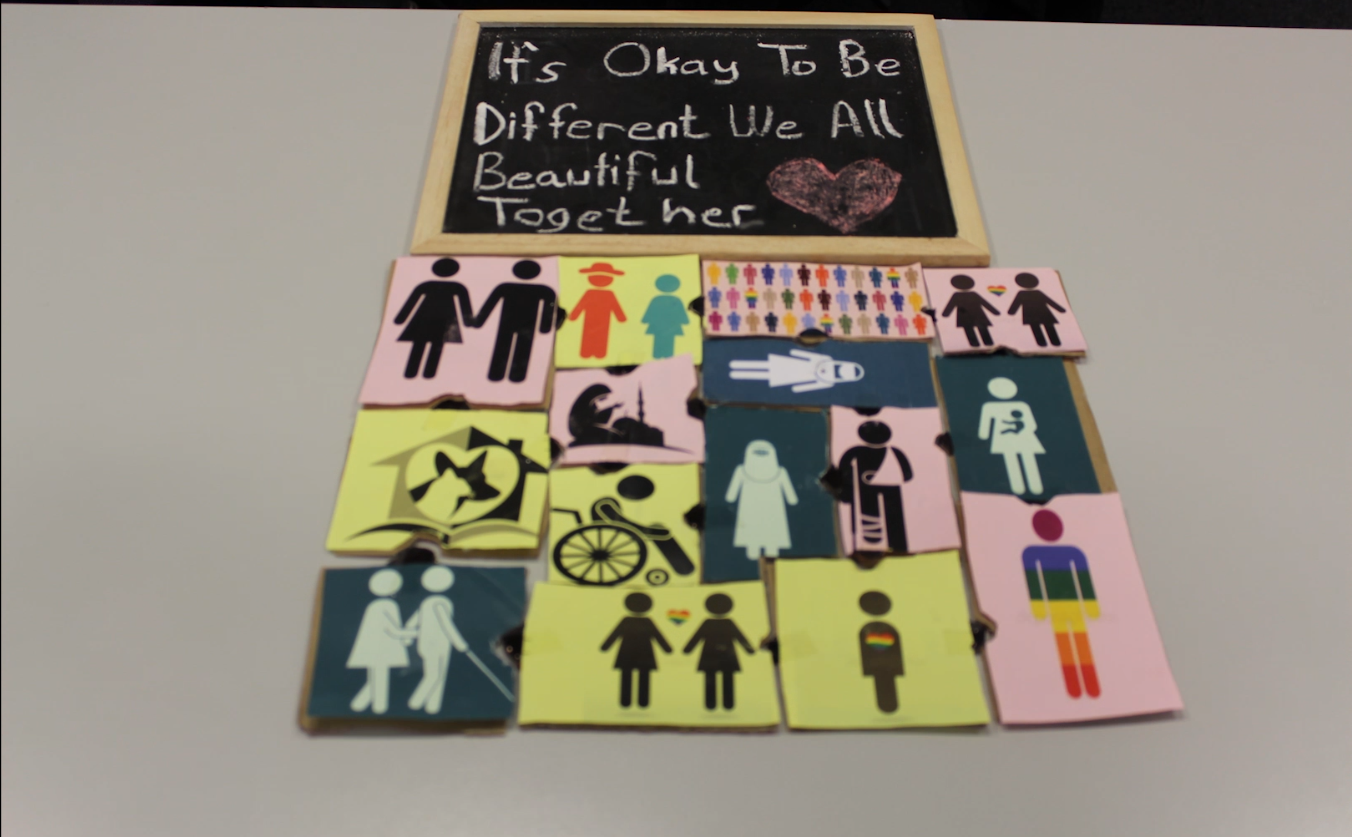 It's Okay To Be
Different We All
Beautiful
Together